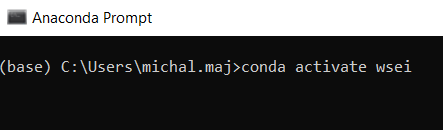 Anaconda Prompt
(base) C:\Users\michal.maj>conda activate wsei